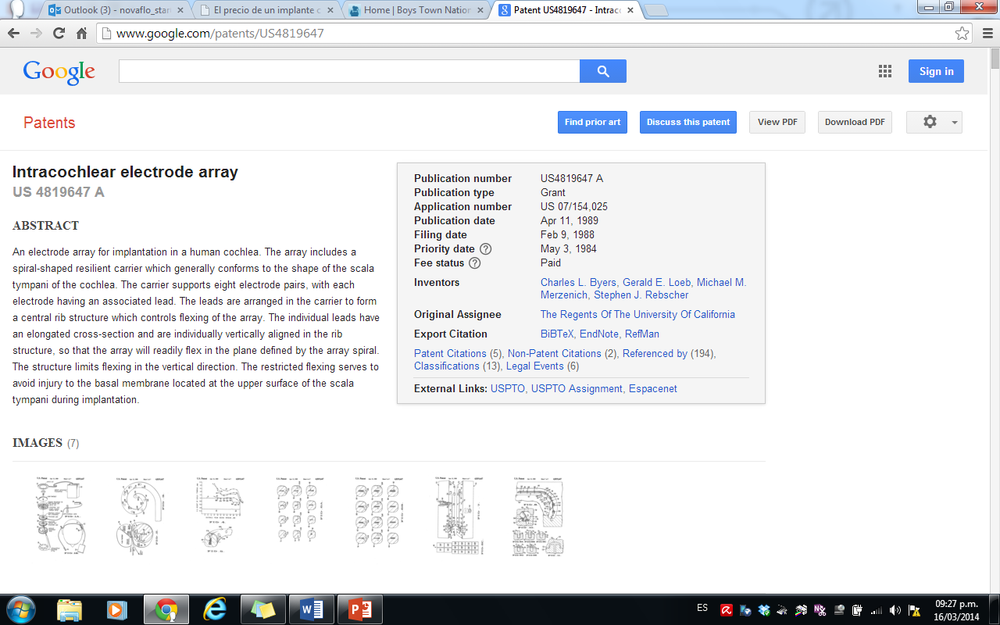 Outlook (3) - novaflo_star
El precio de un implante c
Home | Boys Town Nation
Patent US4819647 - Intrac
www.google.com/patents/US4819647
Google
Sign in
Patents
Find prior art
Discuss this patent
View PDF
Download PDF
Intracochlear electrode array
US 4819647 A
ABSTRACT
An electrode array for implantation in a human cochlea. The array includes a
spiral-shaped resilient carrier which generally conforms to the shape of the scala
tympani of the cochlea. The carrier supports eight electrode pairs, with each
electrode having an associated lead. The leads are arranged in the carrier to form
a central rib structure which controls flexing of the array. The individual leads have
an elongated cross-section and are individually vertically aligned in the rib
structure, so that the array will readily flex in the plane defined by the array spiral.
The structure limits flexing in the vertical direction. The restricted flexing serves to
avoid injury to the basal membrane located at the upper surface of the scala
tympani during implantation.
Publication number US4819647 A
Publication type Grant
Application number US 07/154,025
Publication date Apr 11, 1989
Filing date Feb 9, 1988
Priority date ? May 3, 1984
Fee status ? Paid
Inventors Charles L. Byers, Gerald E. Loeb, Michael M.
Merzenich, Stephen J. Rebscher
Original Assignee The Regents Of The University Of California
Export Citation BiBTeX, EndNote, RefMan
Patent Citations (5), Non-Patent Citations (2), Referenced by (194),
Classifications (13), Legal Events (6)
External Links: USPTO, USPTO Assignment, Espacenet
IMAGES (7)
ES
09:27 p.m.
16/03/2014